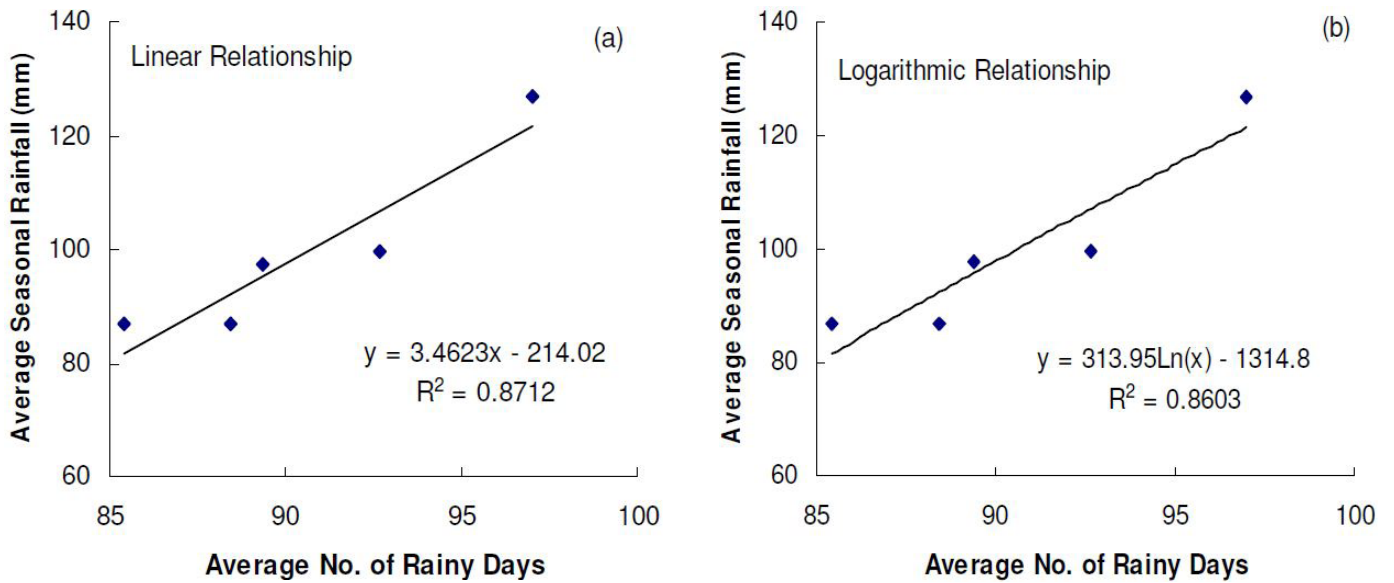 Average Seasonal Rainfall (mm)
140
120
100
80
60
Linear Relationship
(a)
y = 3.4623x - 214.02
R² = 0.8712
85 90 95 100
Average No. of Rainy Days
Average Seasonal Rainfall (mm)
140
120
100
80
60
(b)
Logarithmic Relationship
y = 313.95Ln(x) - 1314.8
R² = 0.8603
85 90 95 100
Average No. of Rainy Days